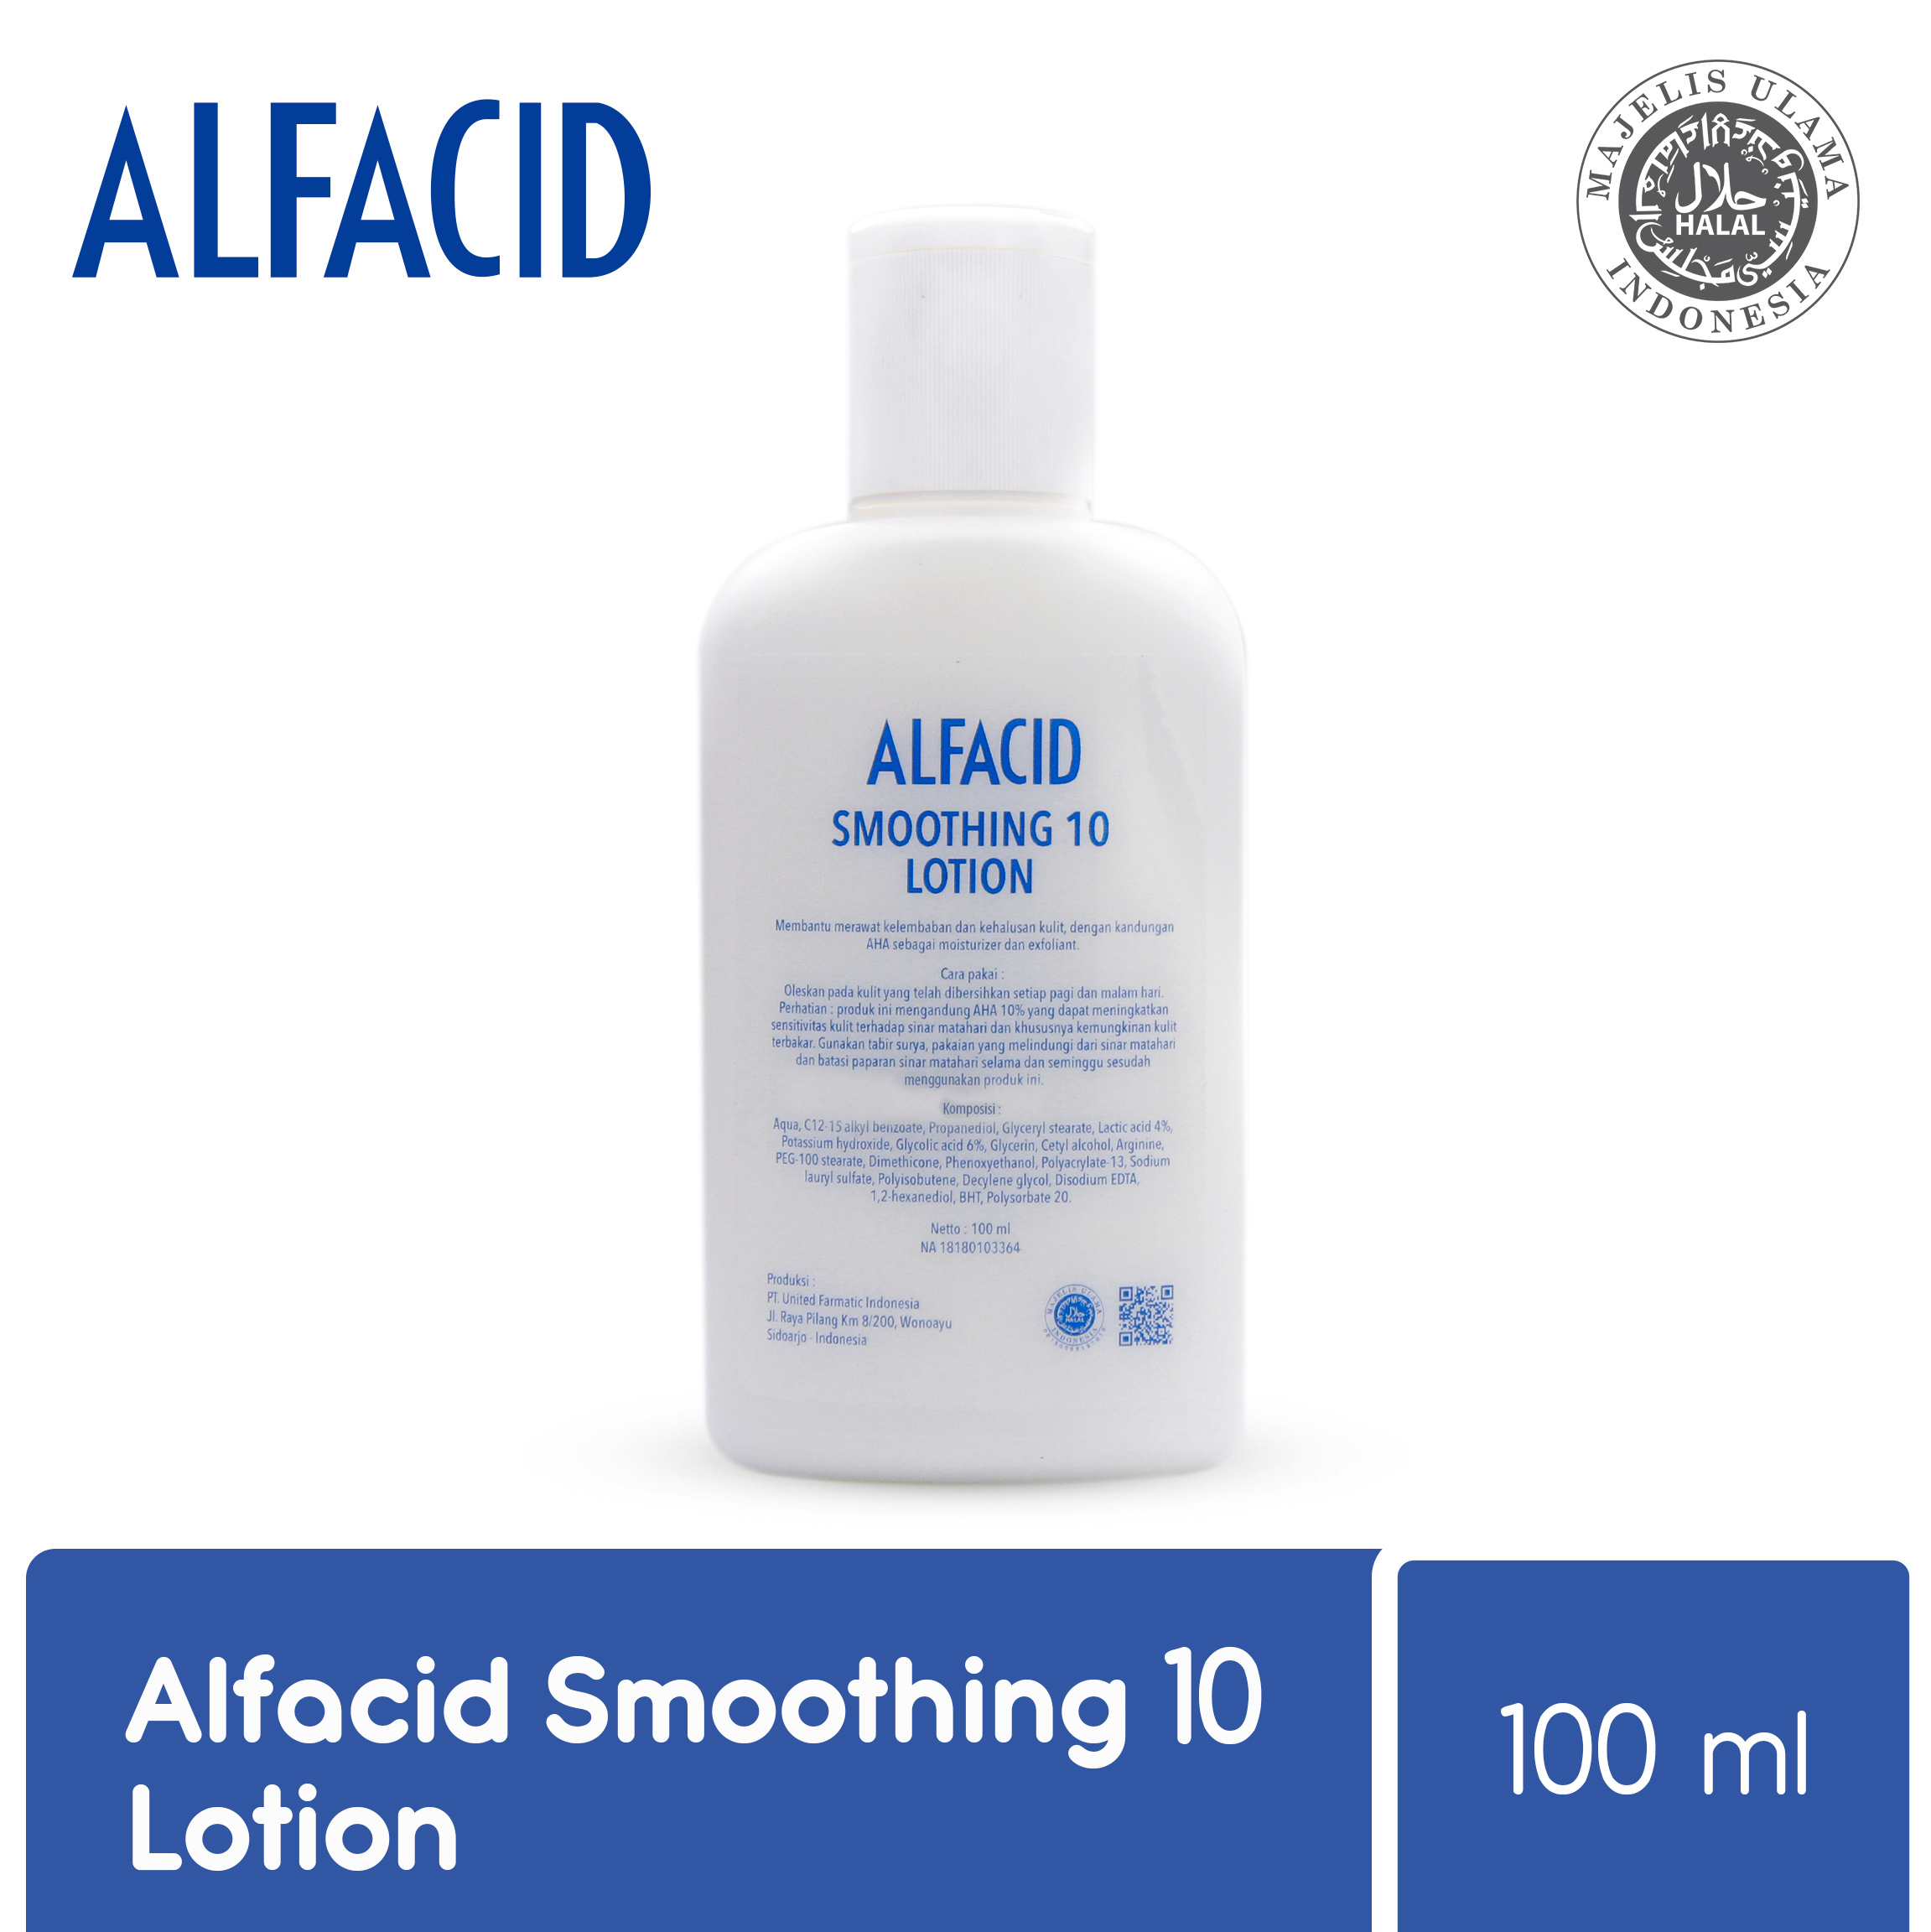 ALFACID
MAJELIS ULAMA
حلال
HALAL
INDONESIA
ALFACID
SMOOTHING 10
LOTION
Membantu merawat kelembaban dan kehalusan kulit, dengan kandungan
AHA sebagai moisturizer dan exfoliant.
Cara pakai :
Oleskan pada kulit yang telah dibersihkan setiap pagi dan malam hari.
Perhatian : produk ini mengandung AHA 10% yang dapat meningkatkan
sensitivitas kulit terhadap sinar matahari dan khususnya kemungkinan kulit
terbakar. Gunakan tabir surya, pakaian yang melindungi dari sinar matahari
dan batasi paparan sinar matahari selama dan seminggu sesudah
menggunakan produk ini.
Komposisi :
Aqua, C12-15 alkyl benzoate, Propanediol, Glyceryl stearate, Lactic acid 4%,
Potassium hydroxide, Glycolic acid 6%, Glycerin, Cetyl alcohol, Arginine,
PEG-100 stearate, Dimethicone, Phenoxyethanol, Polyacrylate-13, Sodium
lauryl sulfate, Polyisobutene, Decylene glycol, Disodium EDTA,
1,2-hexanediol, BHT, Polysorbate 20.
Netto : 100 ml
NA 18180103364
Produksi :
PT. United Farmatic Indonesia
Jl. Raya Pilang Km 8/200, Wonoayu
Sidoarjo - Indonesia
MAJELIS ULAMA
حلال
HALAL
INDONESIA
Alfacid Smoothing 10
Lotion
100 ml